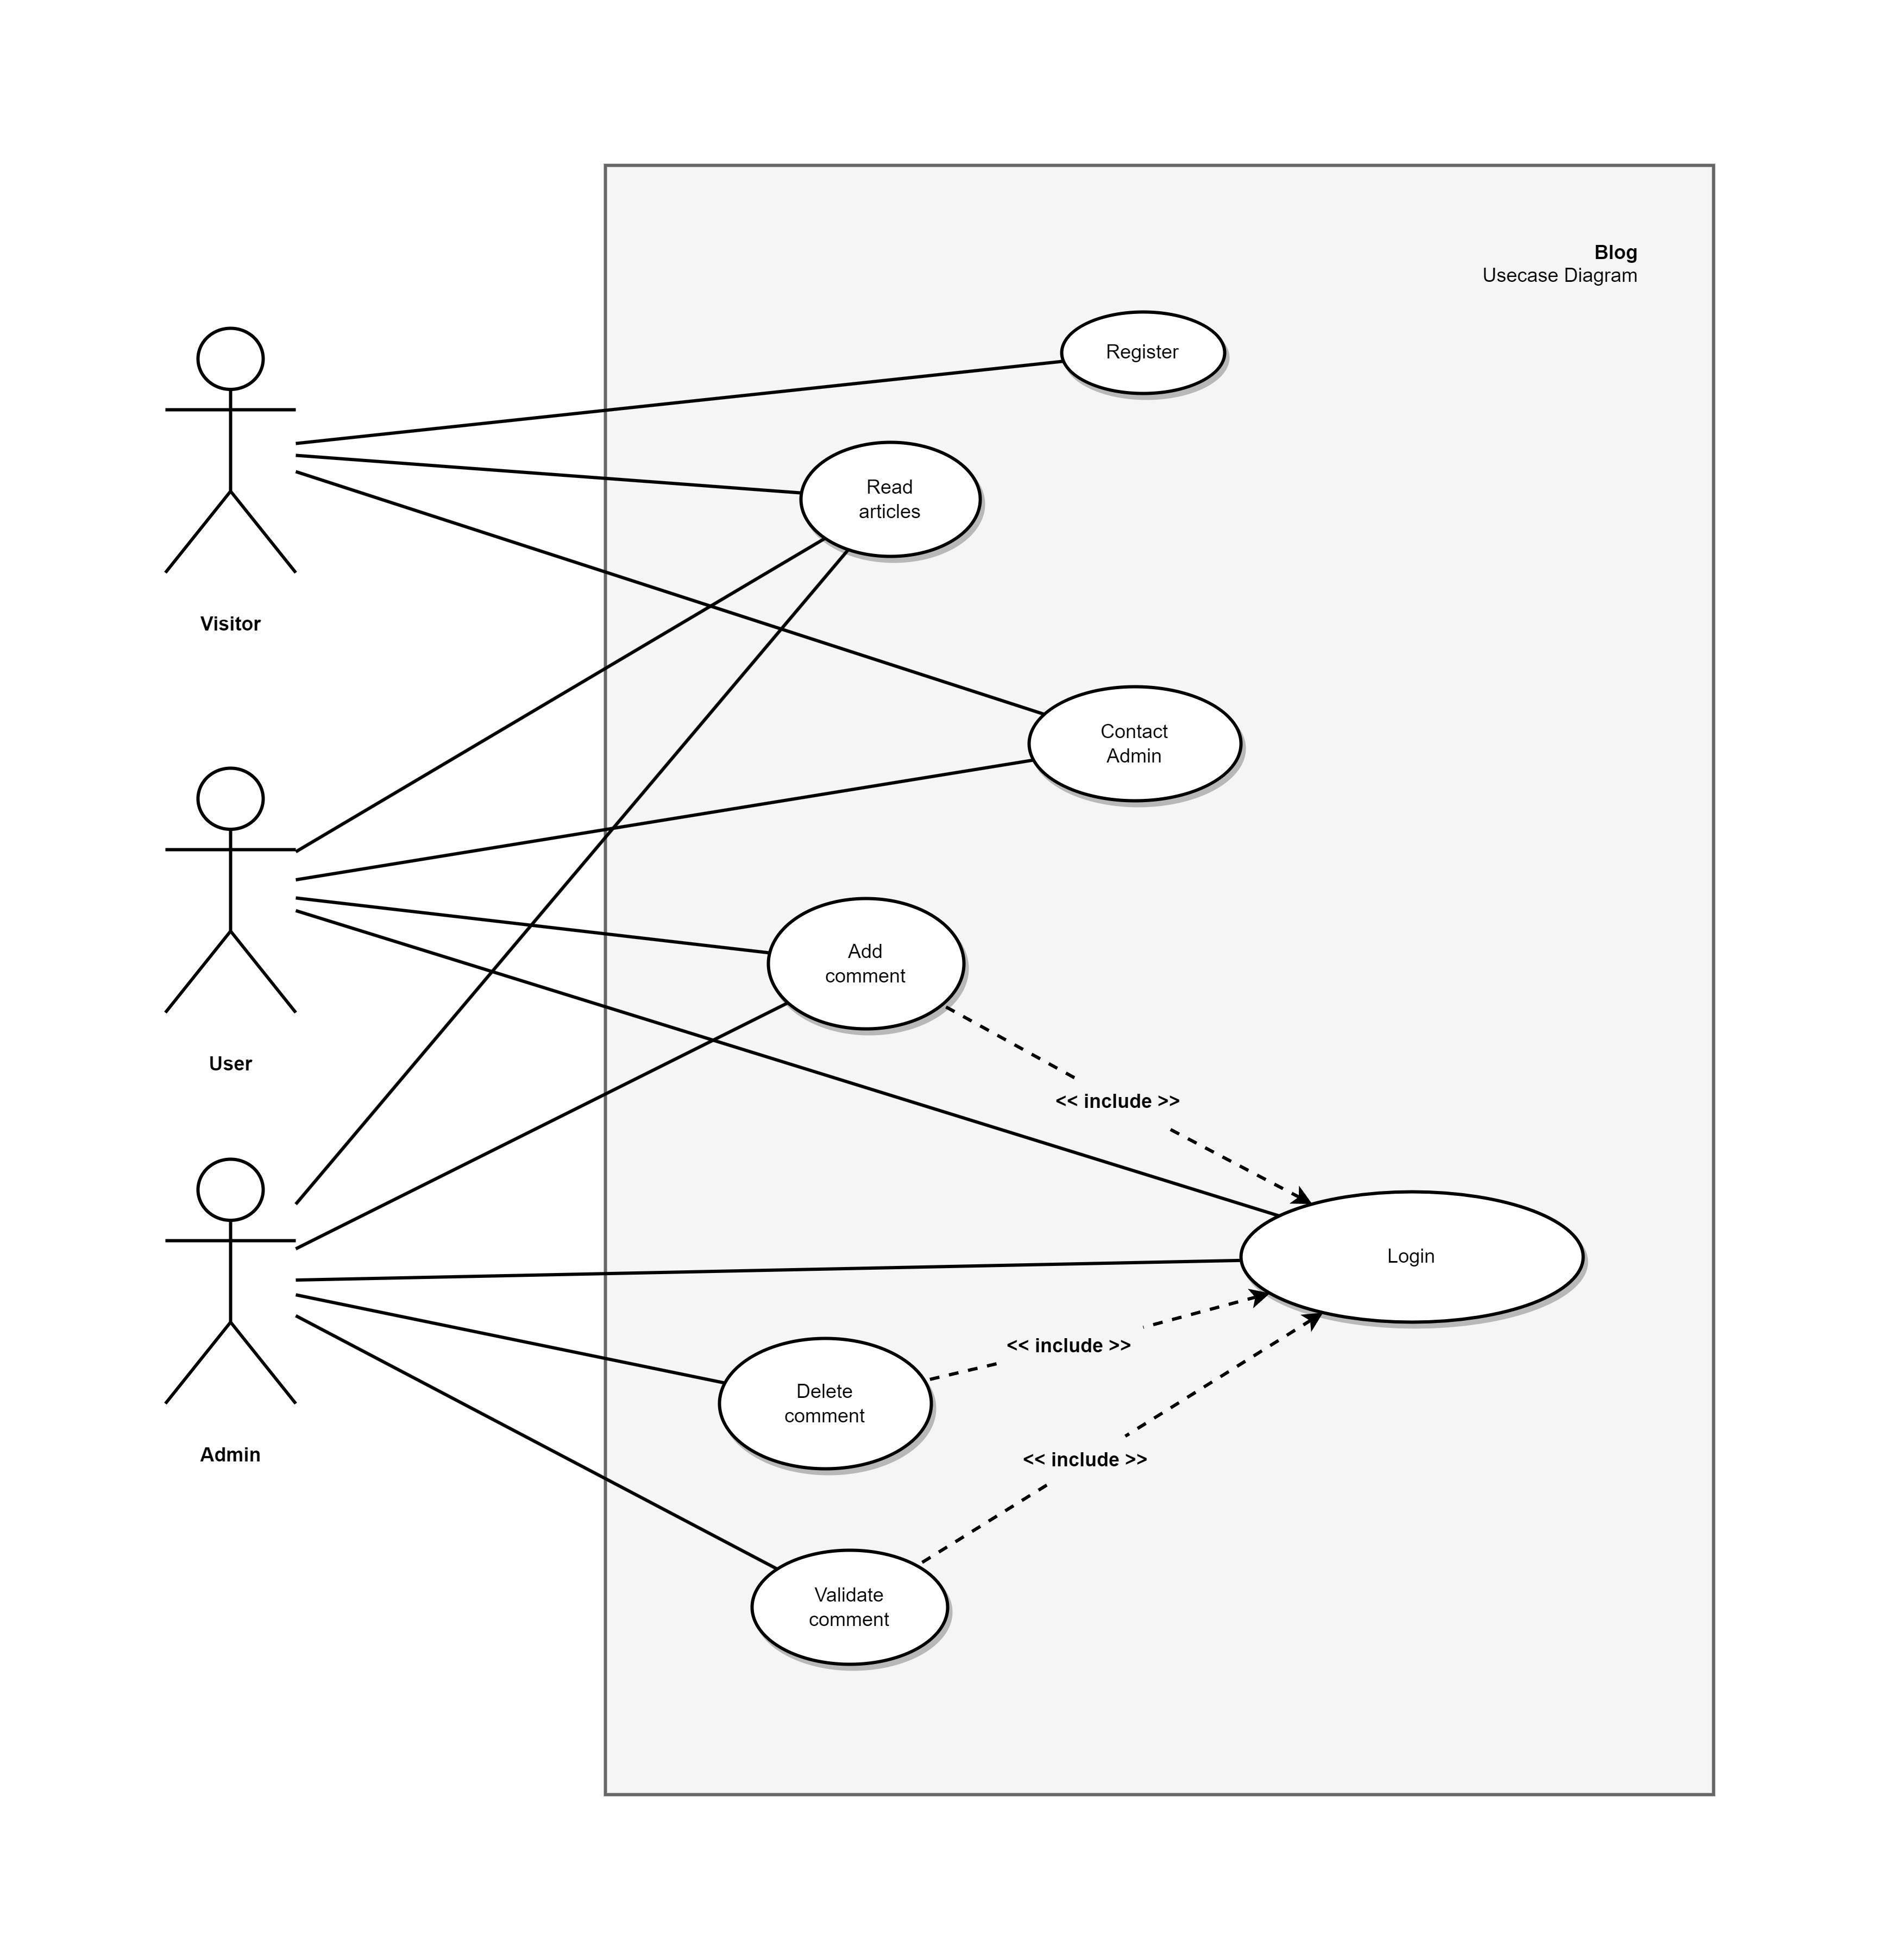 Blog
Usecase Diagram
Register
Read
articles
Visitor
Contact
Admin
Add
comment
User
<< include >>
Login
<< include >>
Delete
comment
Admin
<< include >>
Validate
comment